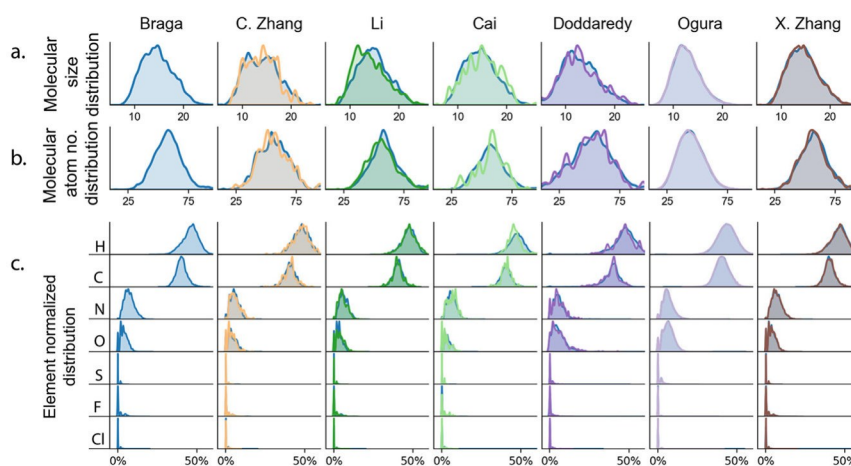 Braga C. Zhang Li Cai Doddaredy Ogura X. Zhang
a. Molecular size distribution
10 20 10 20 10 20 10 20 10 20 10 20 10 20
b. Molecular atom no. distribution
25 75 25 75 25 75 25 75 25 75 25 75 25 75
c. Element normalized distribution
H
C
N
O
S
F
Cl
0% 50% 0% 50% 0% 50% 0% 50% 0% 50% 0% 50% 0% 50%